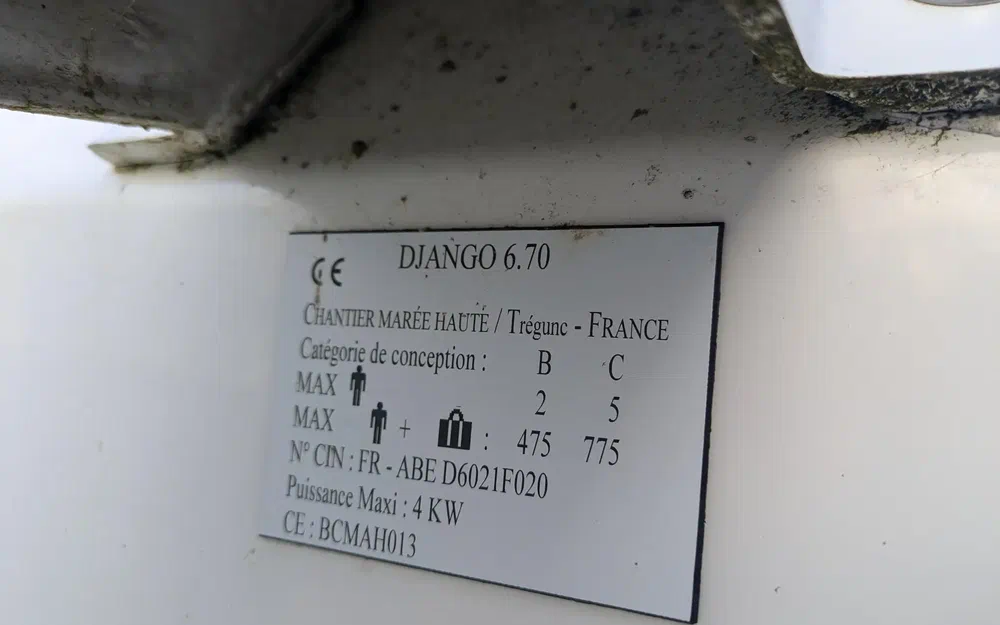 CE DJANGO 6.70
CHANTIER MARÉE HAUTE / Trégunc - FRANCE
Catégorie de conception : B C
MAX 2 5
MAX + : 475 775
N° CIN : FR - ABE D6021F020
Puissance Maxi : 4 KW
CE : BCMAH013